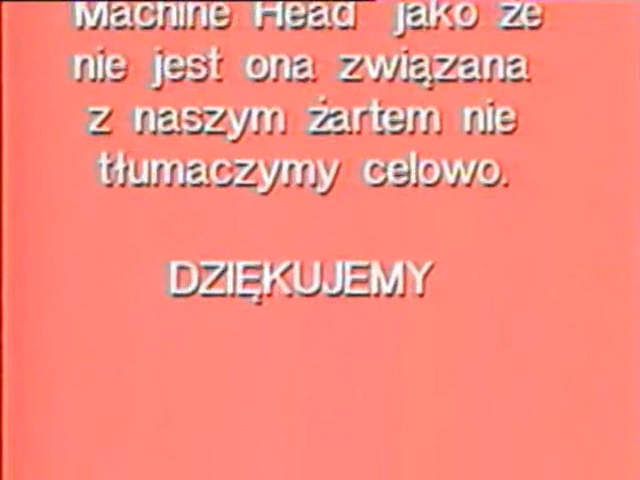 Machine Head jako że
nie jest ona związana
z naszym żartem nie
tłumaczymy celowo.
DZIĘKUJEMY